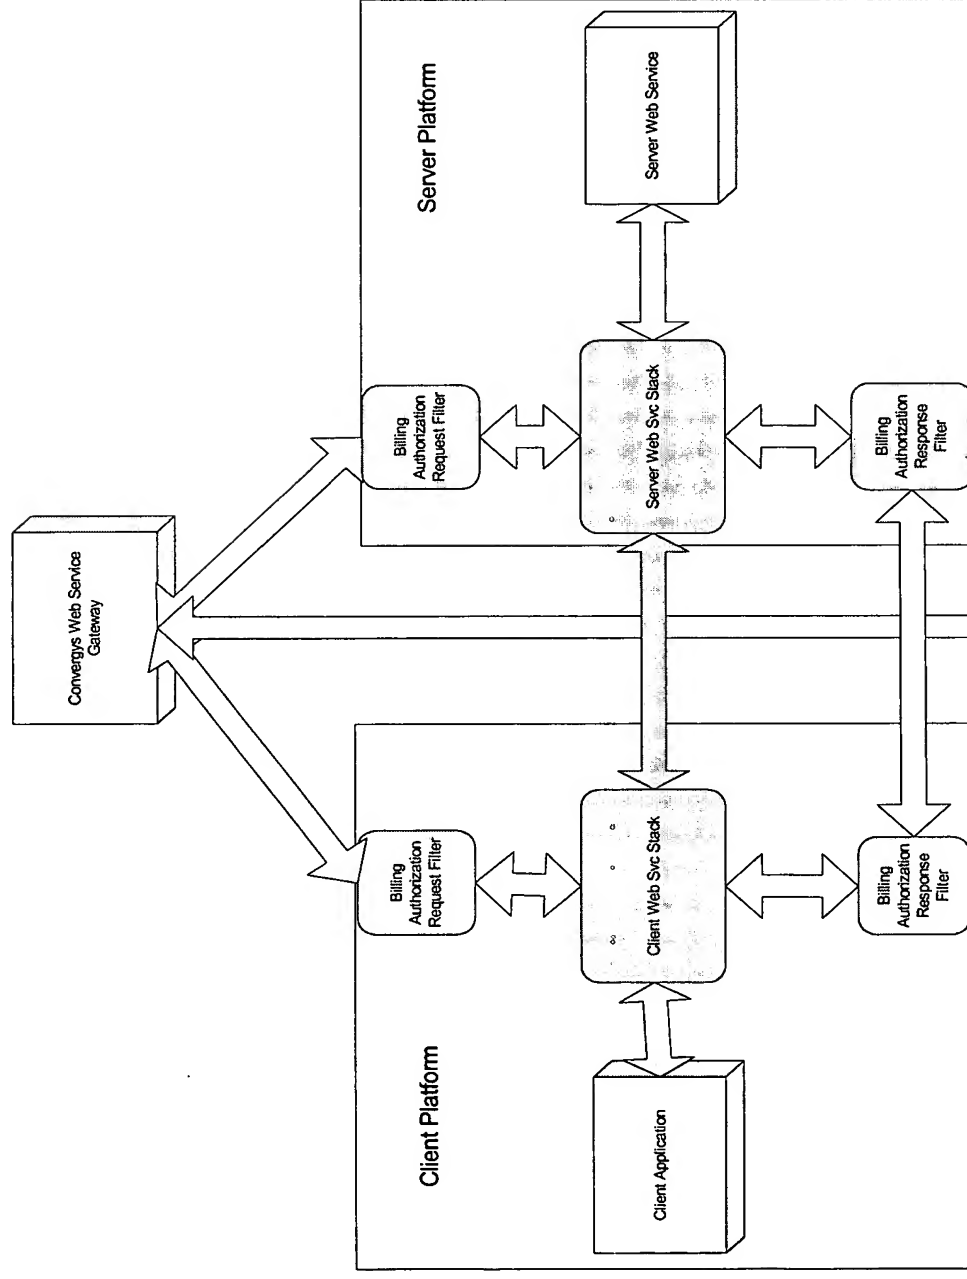 Convergys Web Service
Gateway
Client Platform
Server Platform
Billing
Authorization
Request Filter
Billing
Authorization
Request Filter
Client Application
Client Web Svc Stack
Server Web Svc Stack
Server Web Service
Billing
Authorization
Response
Filter
Billing
Authorization
Response
Filter